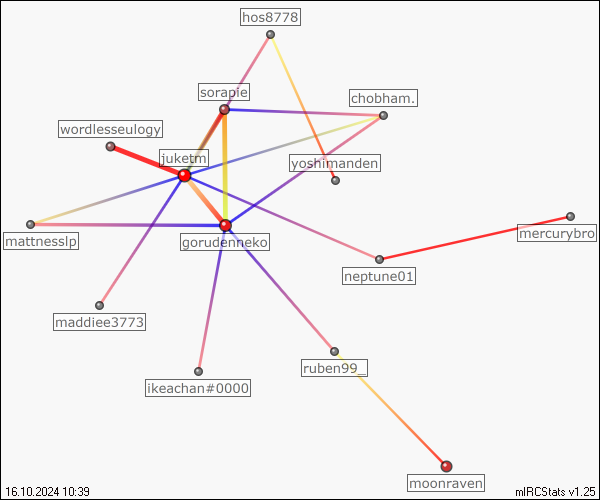 hos8778
sorapie
chobham.
wordlesseulogy
juketm
yoshimanden
mattnesslp
gorudenneko
mercurybro
neptune01
maddiee3773
ruben99_
ikeachan#0000
moonraven
16.10.2024 10:39
mIRCStats v1.25